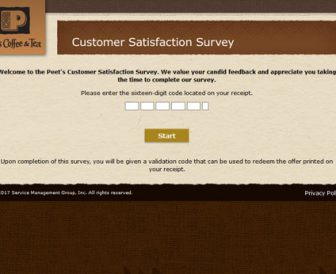 s Coffee & Tea
Customer Satisfaction Survey
Welcome to the Peet's Customer Satisfaction Survey. We value your candid feedback and appreciate you taking
the time to complete our survey.
Please enter the sixteen-digit code located on your receipt.
Start
Upon completion of this survey, you will be given a validation code that can be used to redeem the offer printed on
your receipt.
2017 Service Management Group, Inc. All rights reserved.
Privacy Pol